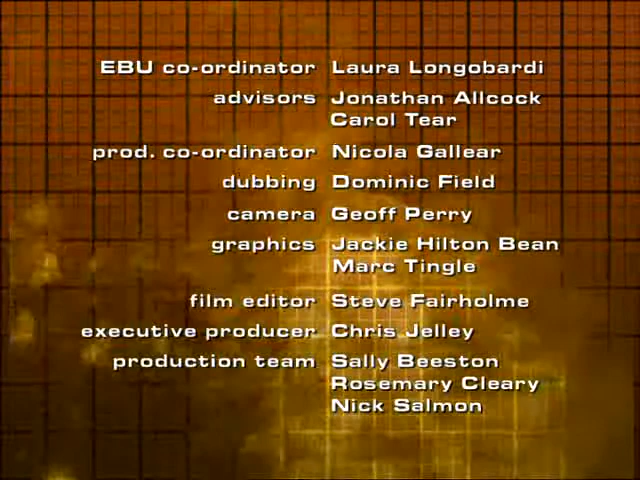 EBU co-ordinator Laura Longobardi
advisors Jonathan Allcock
Carol Tear
prod. co-ordinator Nicola Gallear
dubbing Dominic Field
camera Geoff Perry
graphics Jackie Hilton Bean
Marc Tingle
film editor Steve Fairholme
executive producer Chris Jelley
production team Sally Beeston
Rosemary Cleary
Nick Salmon